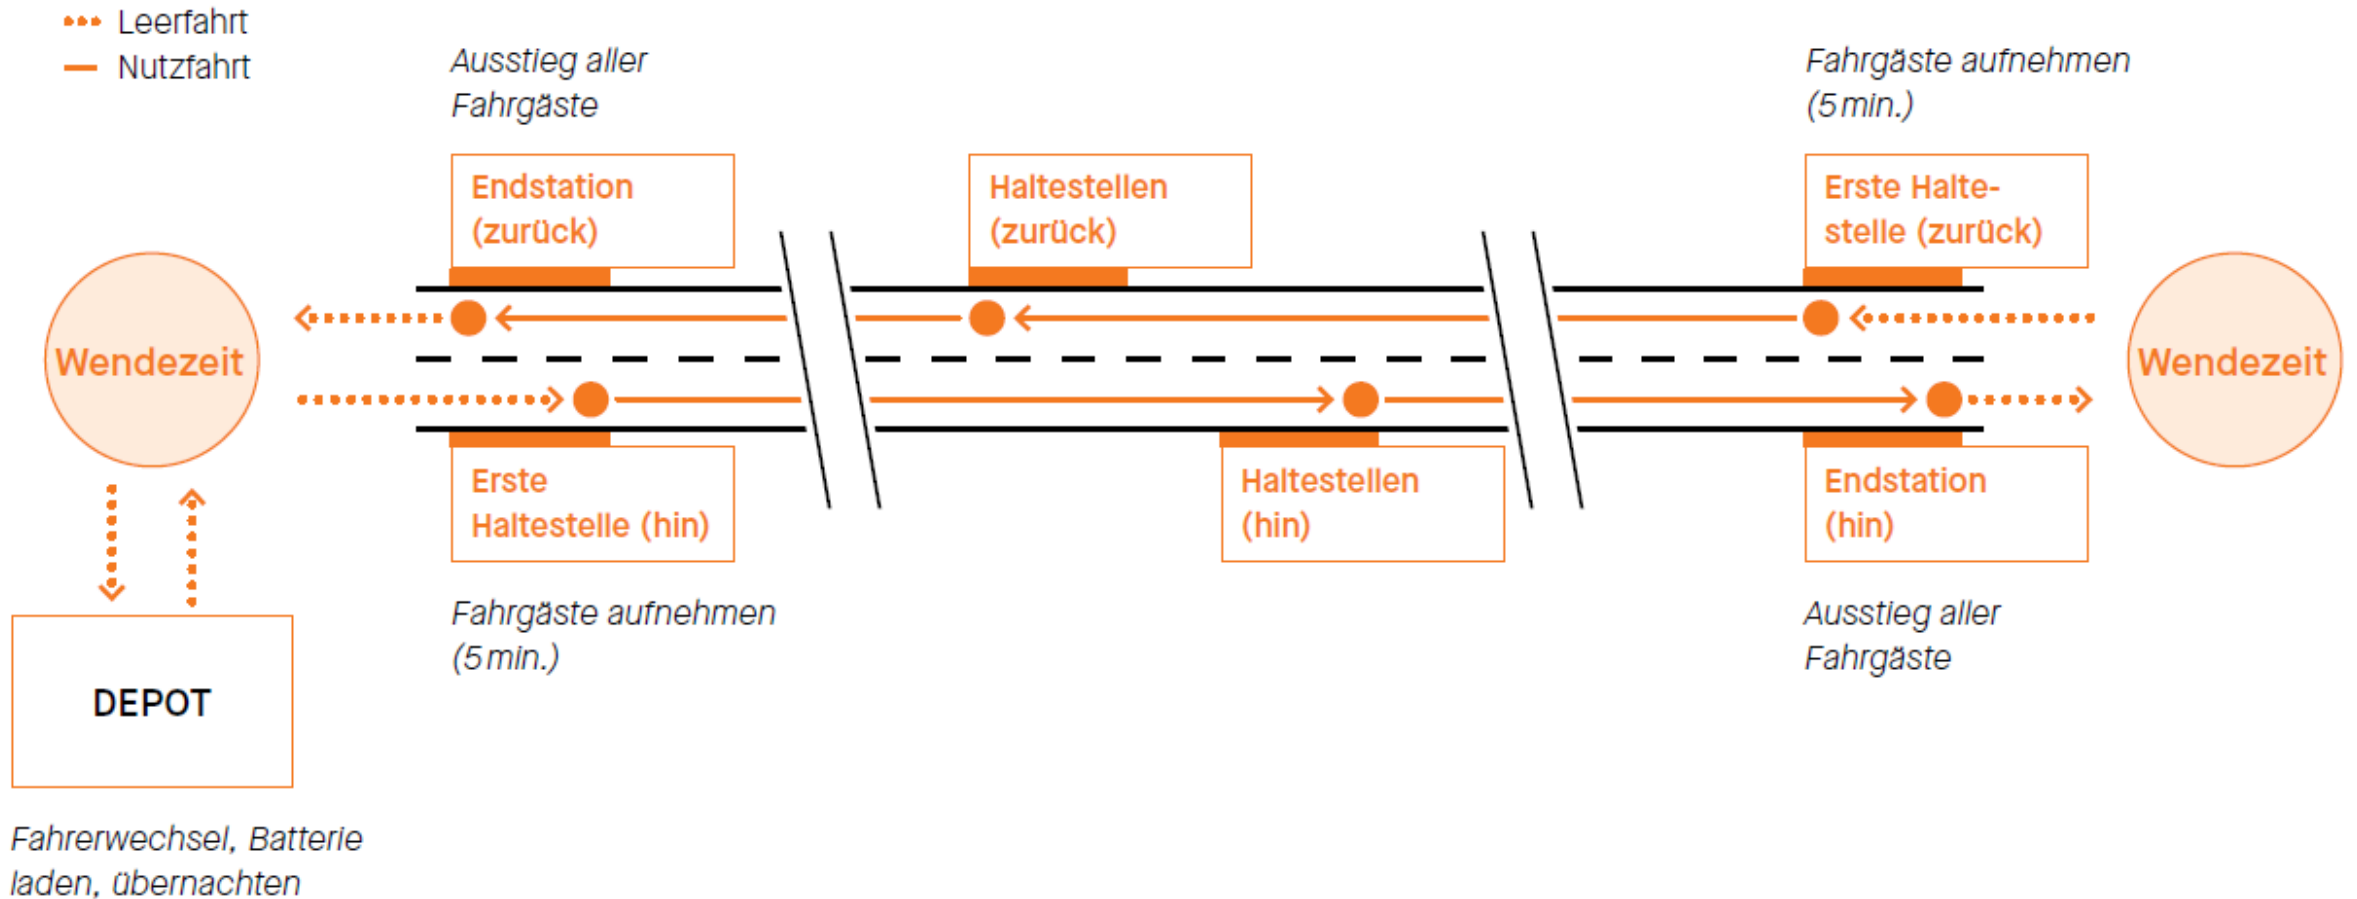 Leerfahrt
Nutzfahrt
Ausstieg aller
Fahrgäste
Fahrgäste aufnehmen
(5 min.)
Endstation
(zurück)
Haltestellen
(zurück)
Erste Halte-
stelle (zurück)
Wendezeit
Wendezeit
Erste
Haltestelle (hin)
Haltestellen
(hin)
Endstation
(hin)
Fahrgäste aufnehmen
(5 min.)
Ausstieg aller
Fahrgäste
DEPOT
Fahrerwechsel, Batterie
laden, übernachten